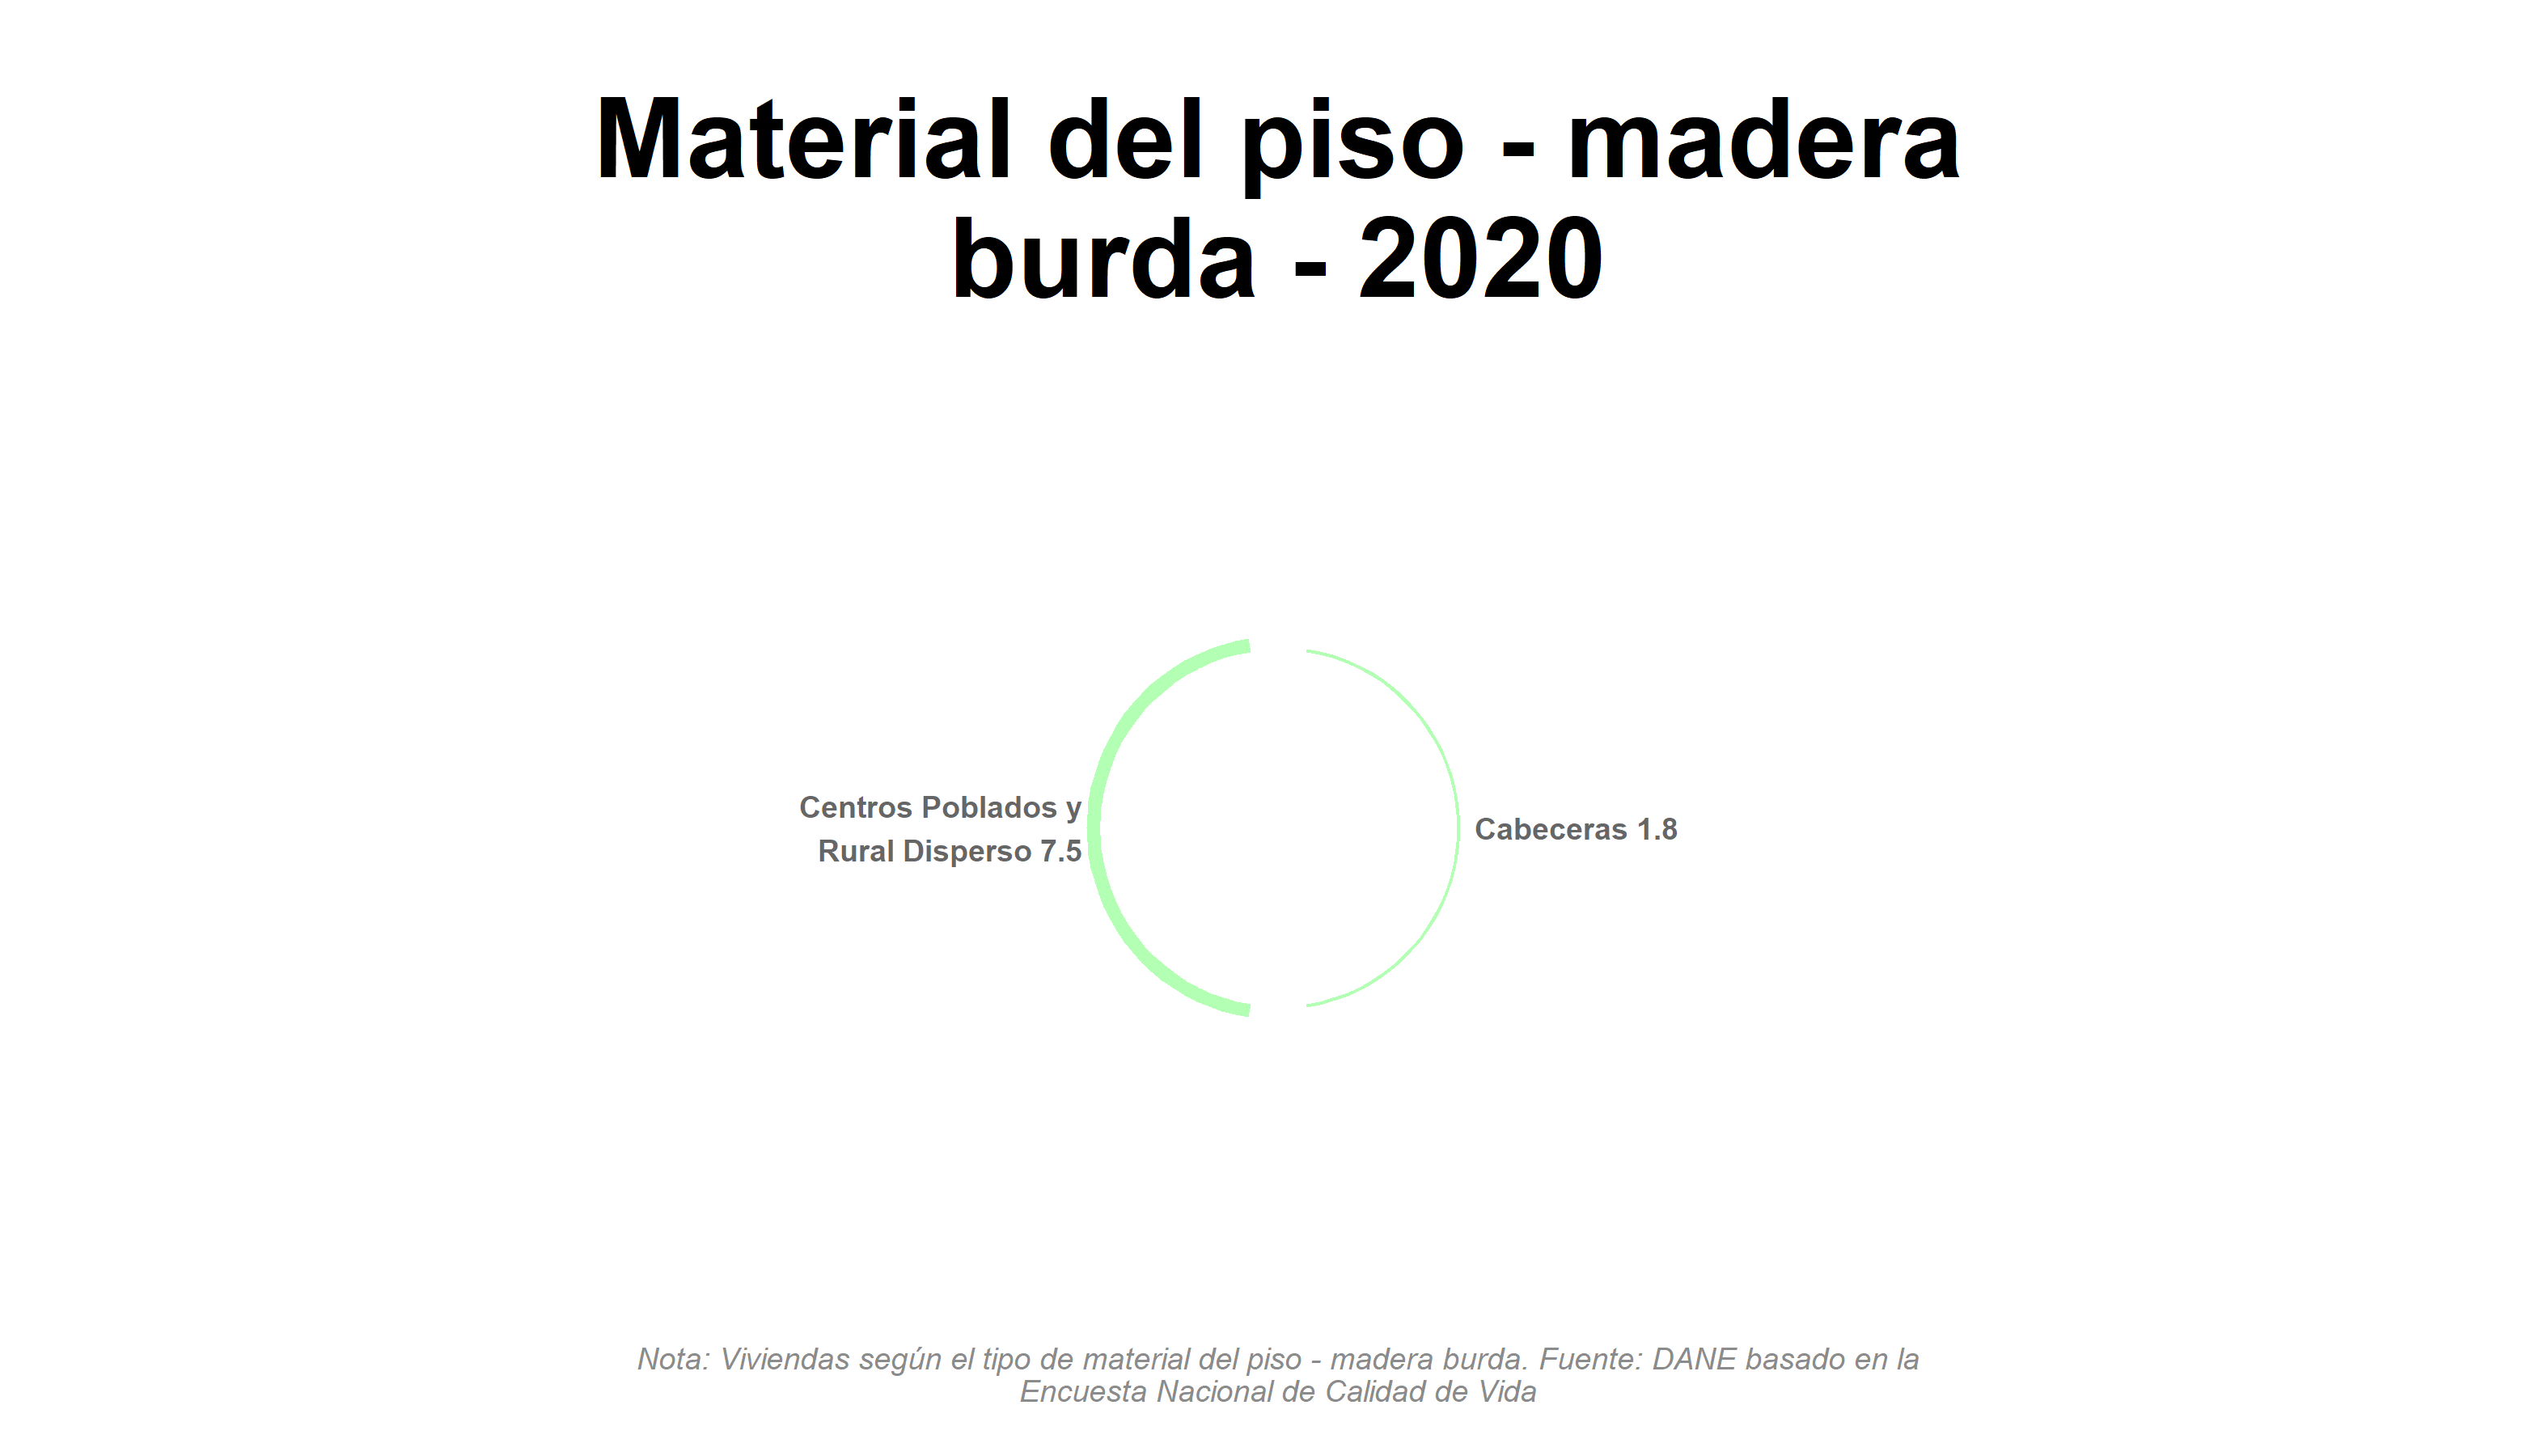 Material del piso - madera
burda - 2020
Centros Poblados y
Rural Disperso 7.5
Cabeceras 1.8
Nota: Viviendas según el tipo de material del piso - madera burda. Fuente: DANE basado en la
Encuesta Nacional de Calidad de Vida